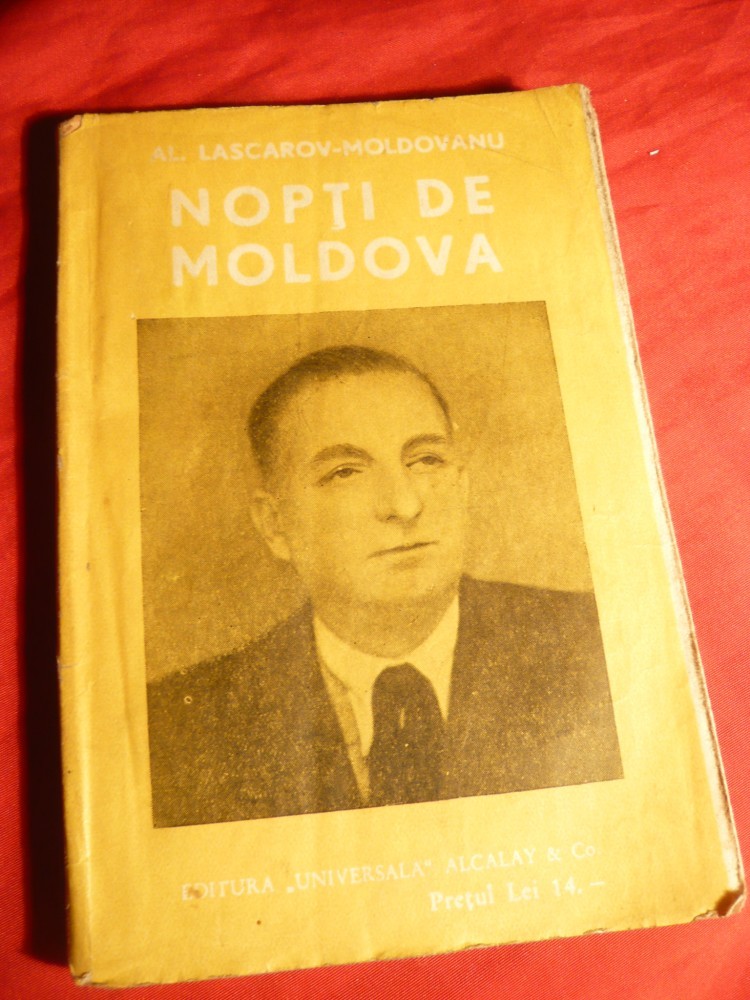 AL. LASCAROV-MOLDOVANU
NOPŢI DE
MOLDOVA
EDITURA „UNIVERSALA“ ALCALAY & Co.
Preţul Lei 14.—